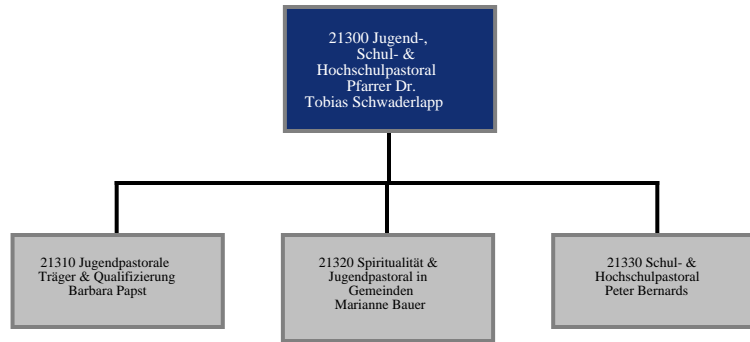 21300 Jugend-,
Schul- &
Hochschulpastoral
Pfarrer Dr.
Tobias Schwaderlapp
21310 Jugendpastorale
Träger & Qualifizierung
Barbara Papst
21320 Spiritualität &
Jugendpastoral in
Gemeinden
Marianne Bauer
21330 Schul- &
Hochschulpastoral
Peter Bernards